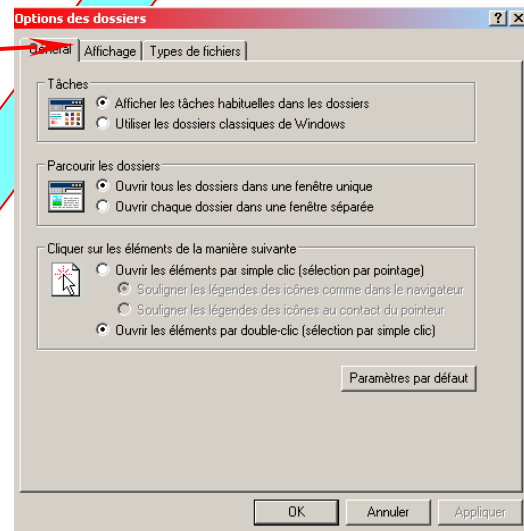 Options des dossiers
Général Affichage Types de fichiers
Tâches
Afficher les tâches habituelles dans les dossiers
Utiliser les dossiers classiques de Windows
Parcourir les dossiers
Ouvrir tous les dossiers dans une fenêtre unique
Ouvrir chaque dossier dans une fenêtre séparée
Cliquer sur les éléments de la manière suivante
Ouvrir les éléments par simple clic (sélection par pointage)
Souligner les légendes des icônes comme dans le navigateur
Souligner les légendes des icônes au contact du pointeur
Ouvrir les éléments par double-clic (sélection par simple clic)
Paramètres par défaut
OK Annuler Appliquer